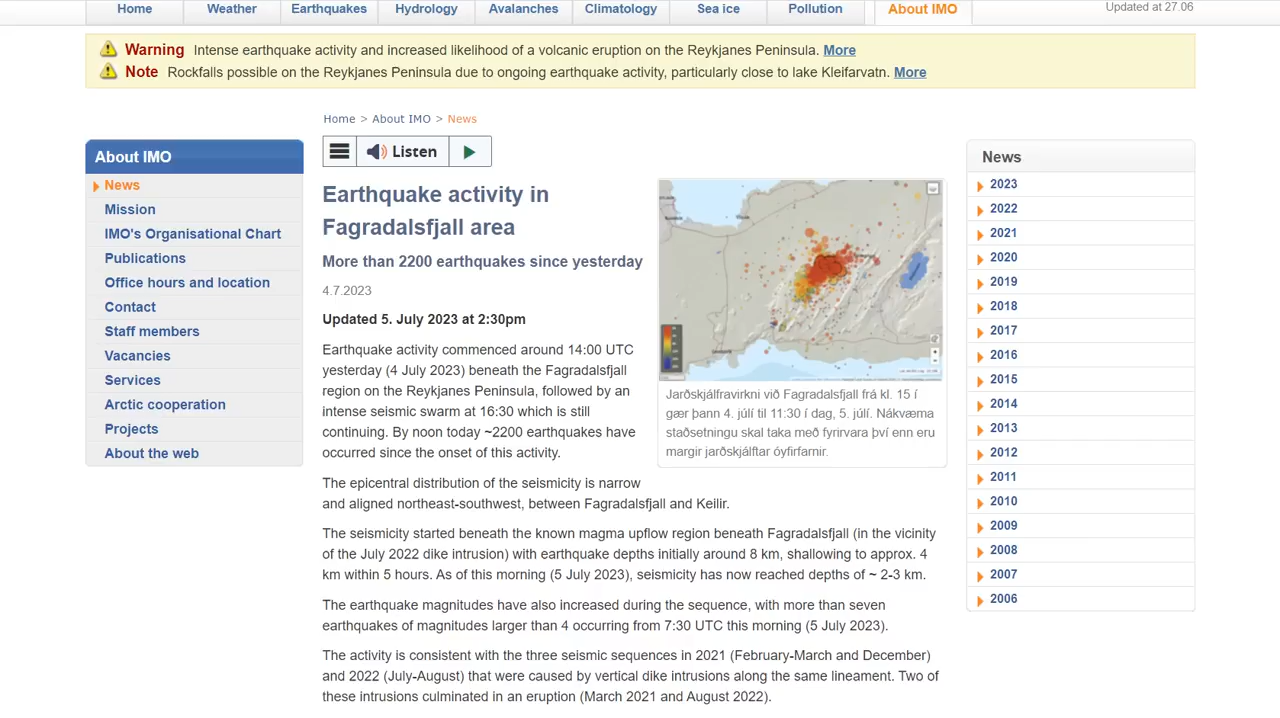 Home Weather Earthquakes Hydrology Avalanches Climatology Sea ice Pollution About IMO Updated at 27.06
Warning Intense earthquake activity and increased likelihood of a volcanic eruption on the Reykjanes Peninsula. More
Note Rockfalls possible on the Reykjanes Peninsula due to ongoing earthquake activity, particularly close to lake Kleifarvatn. More
Home > About IMO > News
About IMO
News
Mission
IMO's Organisational Chart
Publications
Office hours and location
Contact
Staff members
Vacancies
Services
Arctic cooperation
Projects
About the web
Listen
Earthquake activity in
Fagradalsfjall area
More than 2200 earthquakes since yesterday
4.7.2023
Updated 5. July 2023 at 2:30pm
Earthquake activity commenced around 14:00 UTC
yesterday (4 July 2023) beneath the Fagradalsfjall
region on the Reykjanes Peninsula, followed by an
intense seismic swarm at 16:30 which is still
continuing. By noon today ~2200 earthquakes have
occurred since the onset of this activity.
The epicentral distribution of the seismicity is narrow
and aligned northeast-southwest, between Fagradalsfjall and Keilir.
The seismicity started beneath the known magma upflow region beneath Fagradalsfjall (in the vicinity
of the July 2022 dike intrusion) with earthquake depths initially around 8 km, shallowing to approx. 4
km within 5 hours. As of this morning (5 July 2023), seismicity has now reached depths of ~ 2-3 km.
The earthquake magnitudes have also increased during the sequence, with more than seven
earthquakes of magnitudes larger than 4 occurring from 7:30 UTC this morning (5 July 2023).
The activity is consistent with the three seismic sequences in 2021 (February-March and December)
and 2022 (July-August) that were caused by vertical dike intrusions along the same lineament. Two of
these intrusions culminated in an eruption (March 2021 and August 2022).
Jarðskjálfravirkni við Fagradalsfjall frá kl. 15 í
gær þann 4. júlí til 11:30 í dag, 5. júlí. Nákvæma
staðsetningu skal taka með fyrirvara því enn eru
margir jarðskjálftar óyfirfarnir.
News
2023
2022
2021
2020
2019
2018
2017
2016
2015
2014
2013
2012
2011
2010
2009
2008
2007
2006